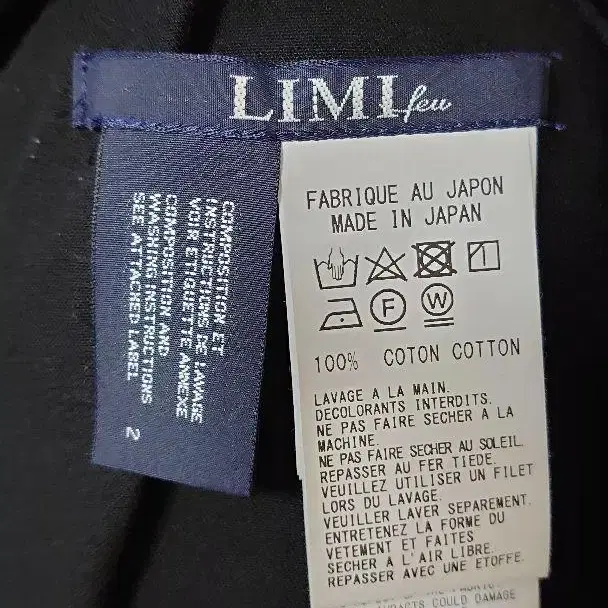 LIMI feu
COMPOSITION ET
INSTRUCTIONS DE LAVAGE
VOIR ETIQUETTE ANNEXE
COMPOSITION AND
WASHING INSTRUCTIONS
SEE ATTACHED LABEL
2
FABRIQUE AU JAPON
MADE IN JAPAN
F W
100% COTON COTTON
LAVAGE A LA MAIN.
DECOLORANTS INTERDITS.
NE PAS FAIRE SECHER A LA
MACHINE.
NE PAS FAIRE SECHER AU SOLEIL.
REPASSER AU FER TIEDE.
VEUILLEZ UTILISER UN FILET
LORS DU LAVAGE.
VEUILLER LAVER SEPAREMENT.
ENTRETENEZ LA FORME DU
VETEMENT ET FAITES
SECHER A L'AIR LIBRE.
REPASSER AVEC UNE ETOFFE.
COULD DAMAGE